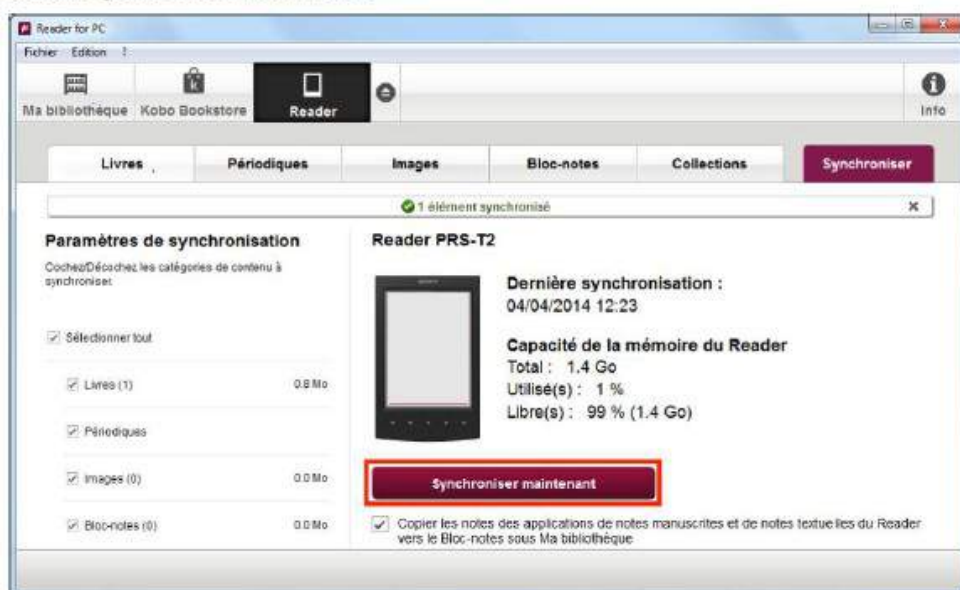 Reader for PC
Fichier Edition ?
Ma bibliothèque Kobo Bookstore Reader Info
Livres Périodiques Images Bloc-notes Collections Synchroniser
1 élément synchronisé
Paramètres de synchronisation
Cochez/Décochez les catégories de contenu à
synchroniser.
Sélectionner tout
Livres (1) 0.8 Mo
Périodiques
Images (0) 0.0 Mo
Bloc-notes (0) 0.0 Mo
Reader PRS-T2
SONY
Dernière synchronisation :
04/04/2014 12:23
Capacité de la mémoire du Reader
Total : 1.4 Go
Utilisé(s) : 1 %
Libre(s) : 99 % (1.4 Go)
Synchroniser maintenant
Copier les notes des applications de notes manuscrites et de notes textuelles du Reader
vers le Bloc-notes sous Ma bibliothèque